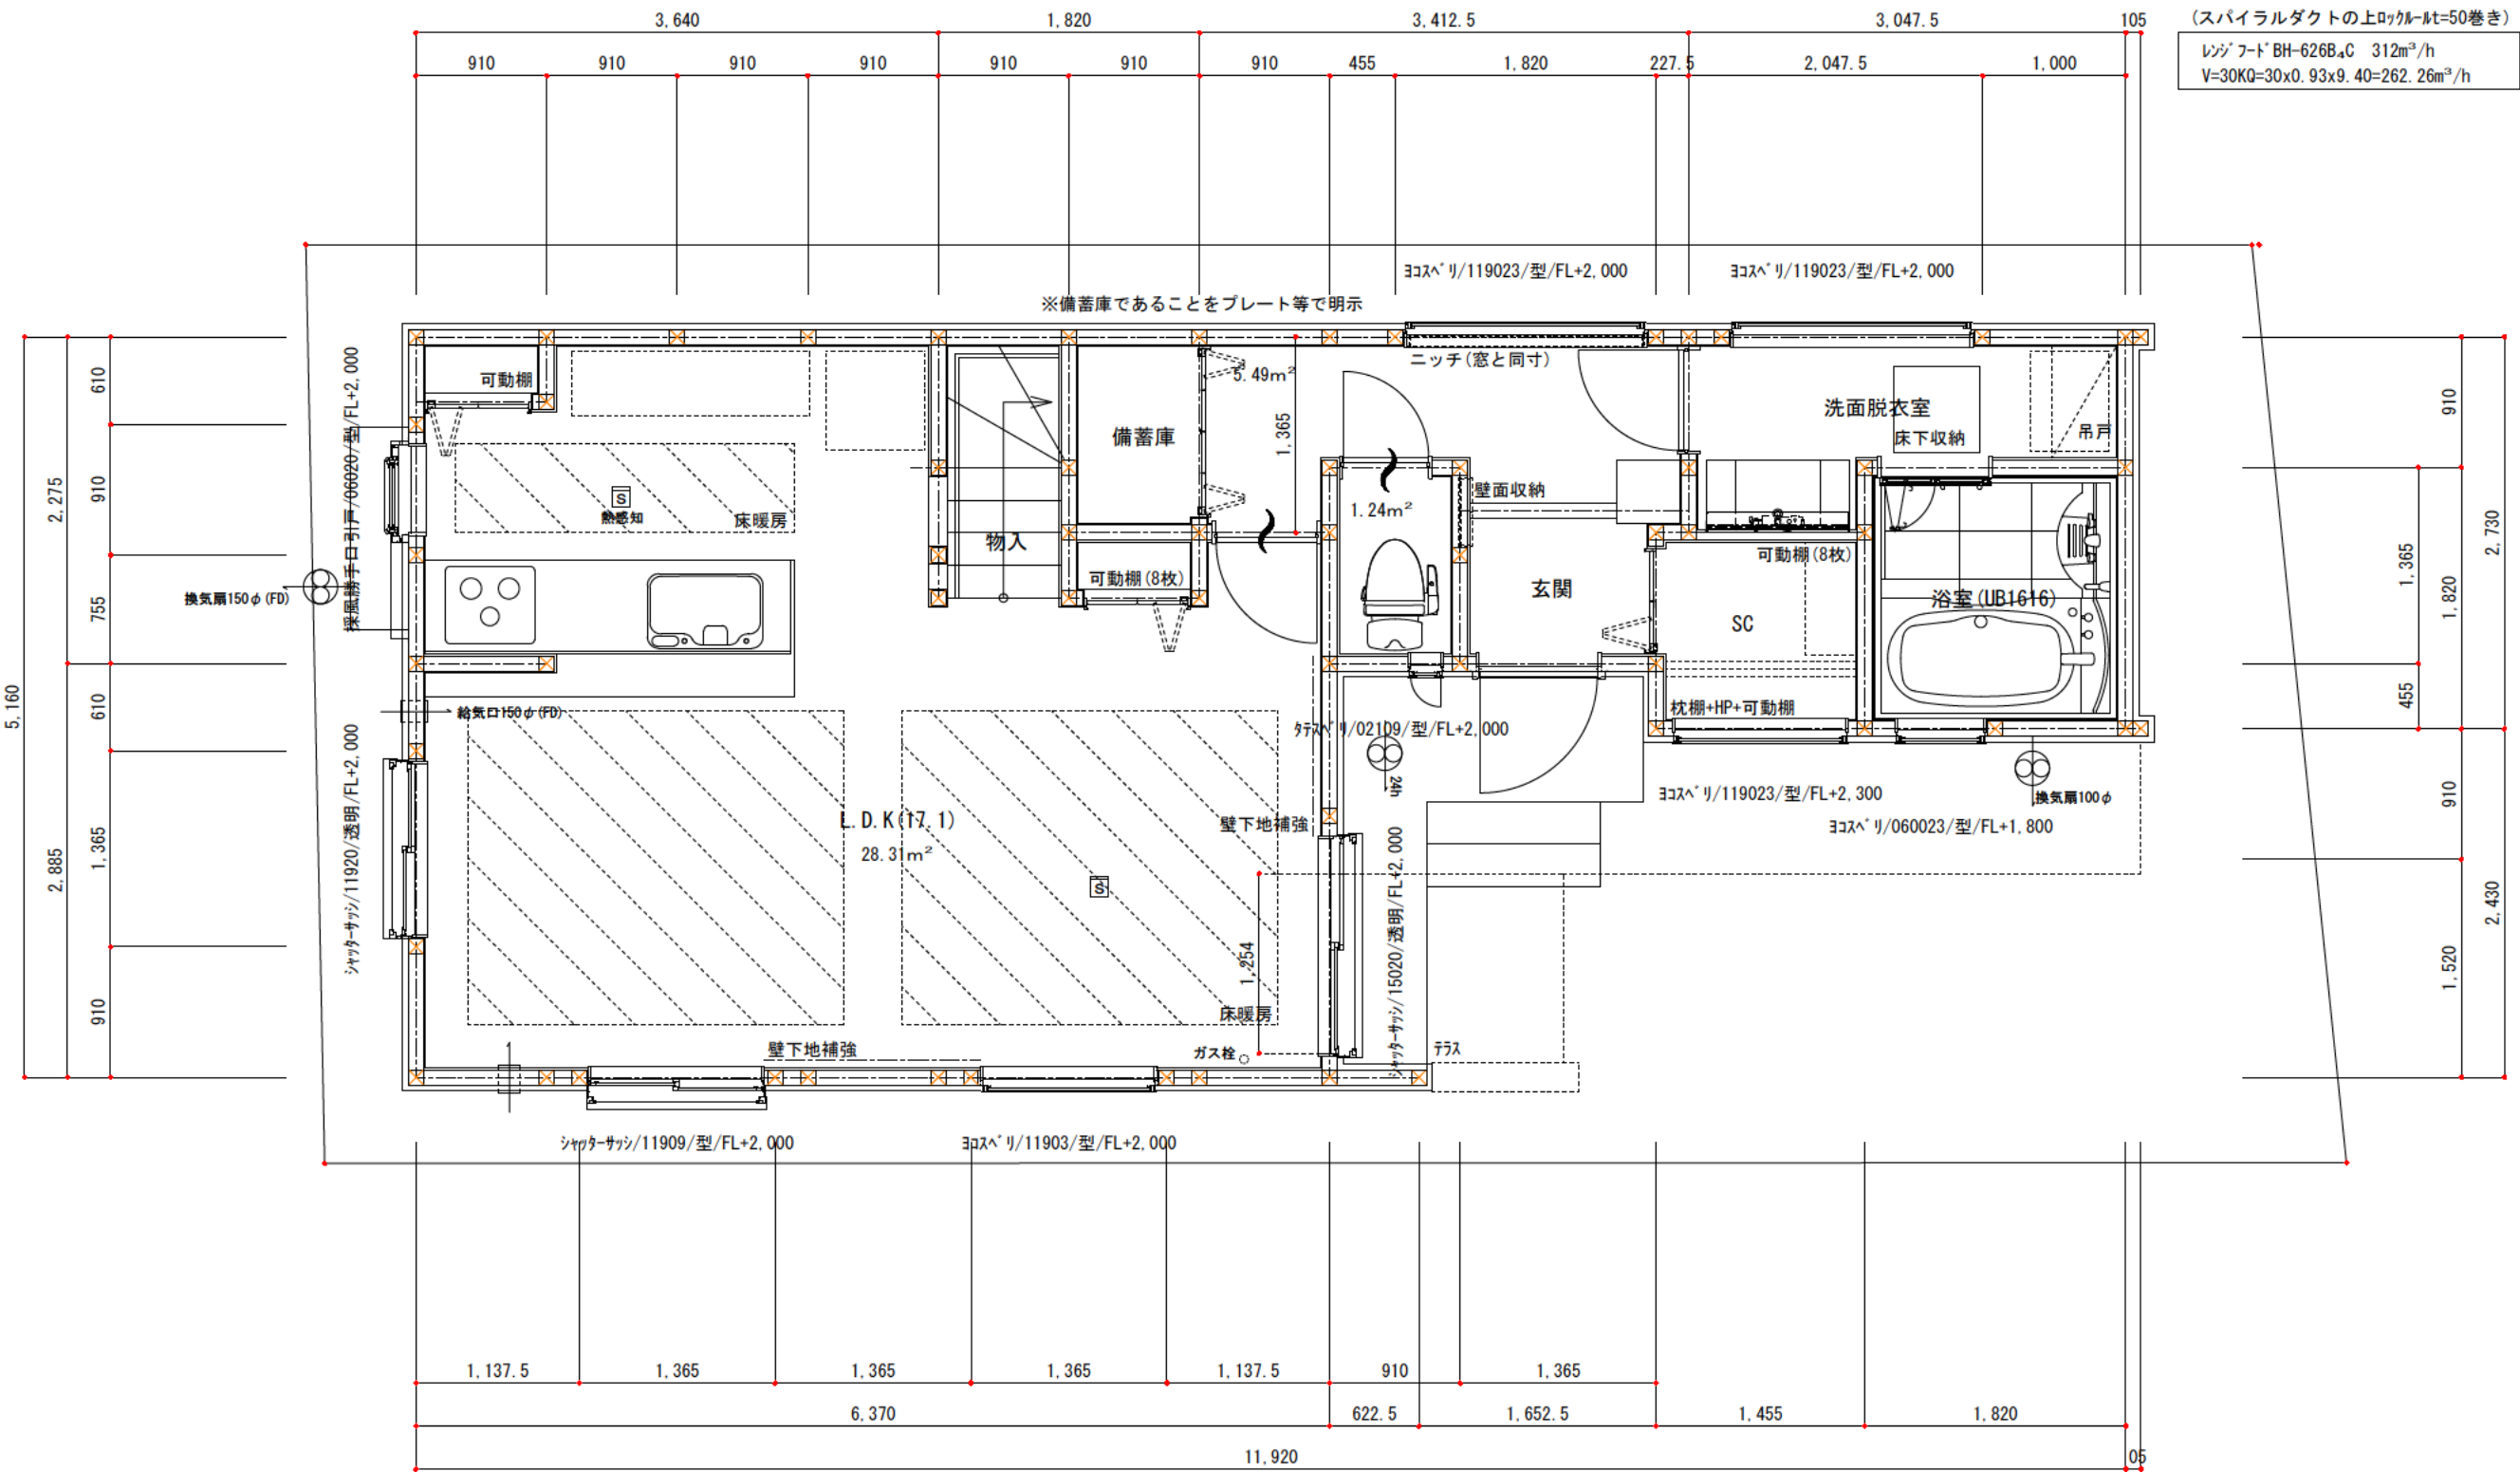 3,640
1,820
3,412.5
3,047.5
105
(スパイラルダクトの上ロックルールt=50巻き)
910
910
910
910
910
910
910
455
1,820
227.5
2,047.5
1,000
レンジフードBH-626B₄C 312m³/h
V=30KQ=30x0.93x9.40=262.26m³/h
ヨコスベリ/119023/型/FL+2,000
ヨコスベリ/119023/型/FL+2,000
※備蓄庫であることをプレート等で明示
5,160
2,275
2,885
610
910
755
610
1,365
910
採風勝手口引戸/06020/型/FL+2,000
シャッターサッシ/11920/透明/FL+2,000
換気扇150φ(FD)
給気口150φ(FD)
可動棚
S
熱感知
床暖房
物入
備蓄庫
可動棚(8枚)
5.49m²
1,365
ニッチ(窓と同寸)
1.24m²
壁面収納
玄関
洗面脱衣室
床下収納
吊戸
可動棚(8枚)
SC
枕棚+HP+可動棚
浴室(UB1616)
タテスベリ/02109/型/FL+2,000
24h
ヨコスベリ/119023/型/FL+2,300
換気扇100φ
ヨコスベリ/060023/型/FL+1,800
L.D.K(17.1)
28.31m²
壁下地補強
S
1,254
床暖房
シャッターサッシ/15020/透明/FL+2,000
テラス
壁下地補強
ガス栓
シャッターサッシ/11909/型/FL+2,000
ヨコスベリ/11903/型/FL+2,000
910
1,365
1,820
2,730
455
910
1,520
2,430
1,137.5
1,365
1,365
1,365
1,137.5
910
1,365
6,370
622.5
1,652.5
1,455
1,820
11,920
05